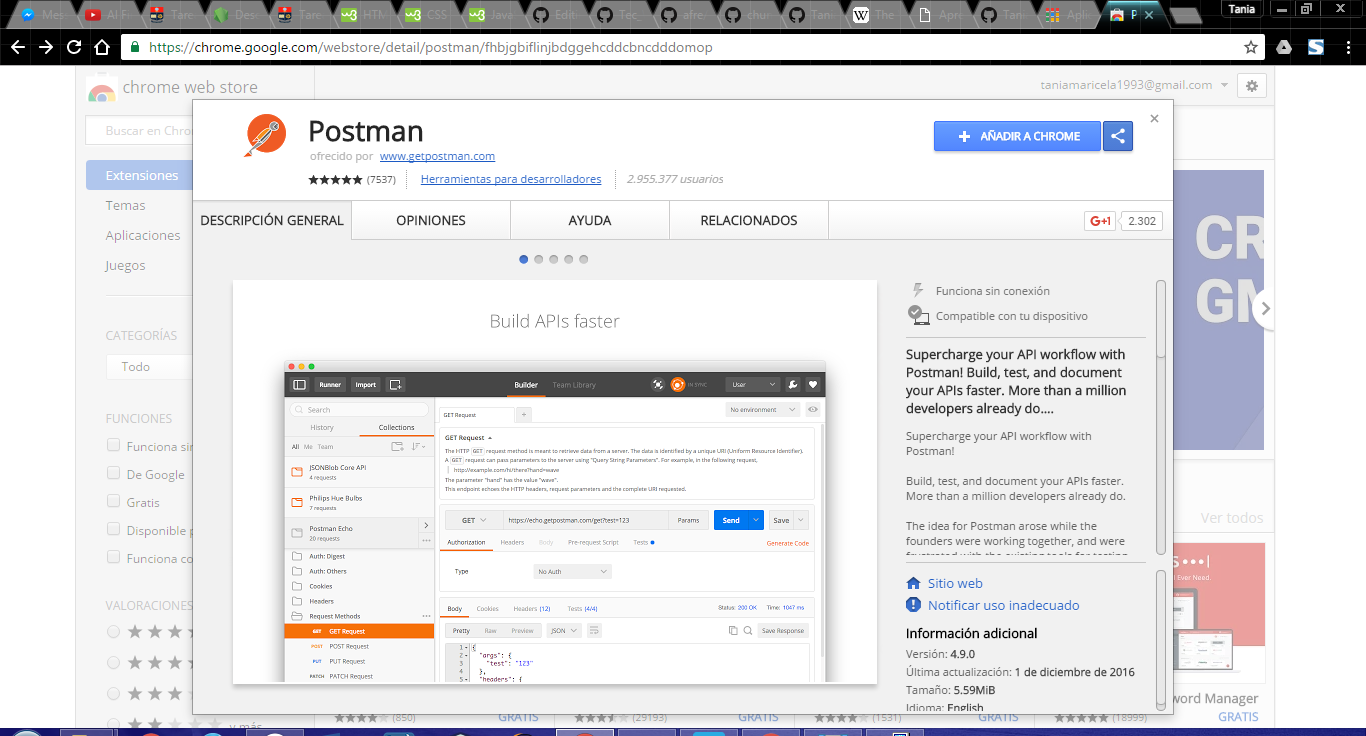 Mes
Al Fi
Tare
Des
Tare
HTM
CSS
Java
Edit
Tec_
ase
chu
Tani
The
Apr
Tan
Apli
P
Tania
https://chrome.google.com/webstore/detail/postman/fhbjgbiflinjbdggehcddcbncdddomop
chrome web store
taniamaricela1993@gmail.com
Buscar en Chro
Extensiones
Temas
Aplicaciones
Juegos
CATEGORÍAS
Todo
FUNCIONES
Funciona sin
De Google
Gratis
Disponible p
Funciona co
VALORACIONES
y más
Postman
ofrecido por www.getpostman.com
(7537)
Herramientas para desarrolladores
2.955.377 usuarios
AÑADIR A CHROME
DESCRIPCIÓN GENERAL
OPINIONES
AYUDA
RELACIONADOS
G+1
2.302
Build APIs faster
Runner
Import
Builder
Team Library
IN SYNC
User
Search
History
Collections
All Me Team
JSONBlob Core API
4 requests
Philips Hue Bulbs
7 requests
Postman Echo
20 requests
Auth: Digest
Auth: Others
Cookies
Headers
Request Methods
GET GET Request
POST POST Request
PUT PUT Request
PATCH PATCH Request
GET Request
No environment
GET Request
The HTTP GET request method is meant to retrieve data from a server. The data is identified by a unique URI (Uniform Resource Identifier).
A GET request can pass parameters to the server using "Query String Parameters". For example, in the following request,
http://example.com/hi/there?hand=wave
The parameter "hand" has the value "wave".
This endpoint echoes the HTTP headers, request parameters and the complete URI requested.
GET
https://echo.getpostman.com/get?test=123
Params
Send
Save
Authorization
Headers
Body
Pre-request Script
Tests
Generate Code
Type
No Auth
Body
Cookies
Headers (12)
Tests (4/4)
Status: 200 OK
Time: 1047 ms
Pretty
Raw
Preview
JSON
Save Response
1 {
2 "args": {
3 "test": "123"
4 },
5 "headers": {
Funciona sin conexión
Compatible con tu dispositivo
Supercharge your API workflow with
Postman! Build, test, and document
your APIs faster. More than a million
developers already do....
Supercharge your API workflow with
Postman!
Build, test, and document your APIs faster.
More than a million developers already do.
The idea for Postman arose while the
founders were working together, and were
frustrated with the existing tools for testing
Sitio web
Notificar uso inadecuado
Información adicional
Versión: 4.9.0
Última actualización: 1 de diciembre de 2016
Tamaño: 5.59MiB
Idioma: English
CR
GM
Ver todos
S•••|
l Ever Need.
word Manager
(850)
GRATIS
(29193)
GRATIS
(1531)
GRATIS
(18999)
GRATIS